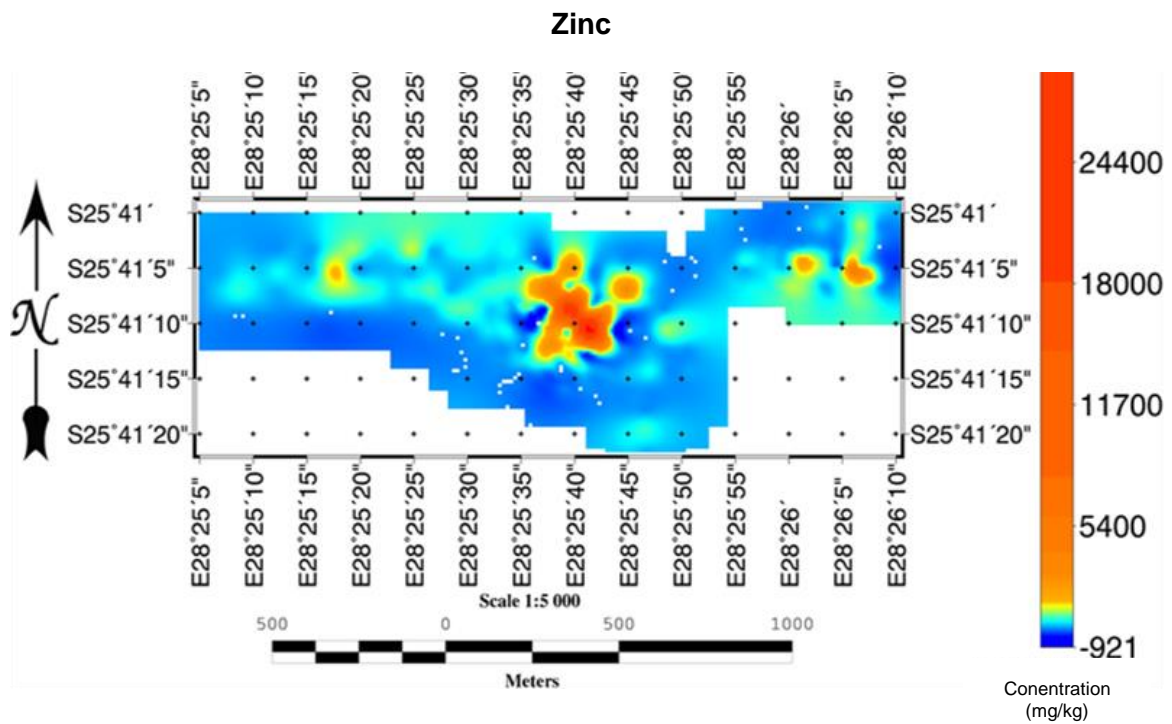 Zinc
E28°25´5"
E28°25´10"
E28°25´15"
E28°25´20"
E28°25´25"
E28°25´30"
E28°25´35"
E28°25´40"
E28°25´45"
E28°25´50"
E28°25´55"
E28°26´
E28°26´5"
E28°26´10"
24400
18000
11700
5400
-921
N
S25°41´
S25°41´5"
S25°41´10"
S25°41´15"
S25°41´20"
S25°41´
S25°41´5"
S25°41´10"
S25°41´15"
S25°41´20"
E28°25´5"
E28°25´10"
E28°25´15"
E28°25´20"
E28°25´25"
E28°25´30"
E28°25´35"
E28°25´40"
E28°25´45"
E28°25´50"
E28°25´55"
E28°26´
E28°26´5"
E28°26´10"
Scale 1:5 000
500 0 500 1000
Meters
Conentration
(mg/kg)